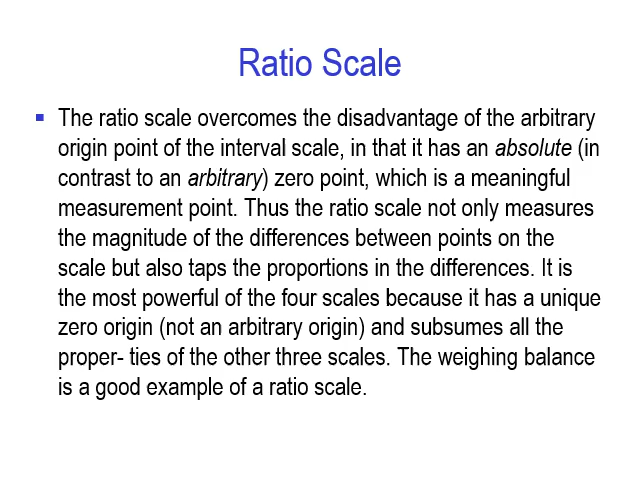 Ratio Scale
The ratio scale overcomes the disadvantage of the arbitrary
origin point of the interval scale, in that it has an absolute (in
contrast to an arbitrary) zero point, which is a meaningful
measurement point. Thus the ratio scale not only measures
the magnitude of the differences between points on the
scale but also taps the proportions in the differences. It is
the most powerful of the four scales because it has a unique
zero origin (not an arbitrary origin) and subsumes all the
proper- ties of the other three scales. The weighing balance
is a good example of a ratio scale.